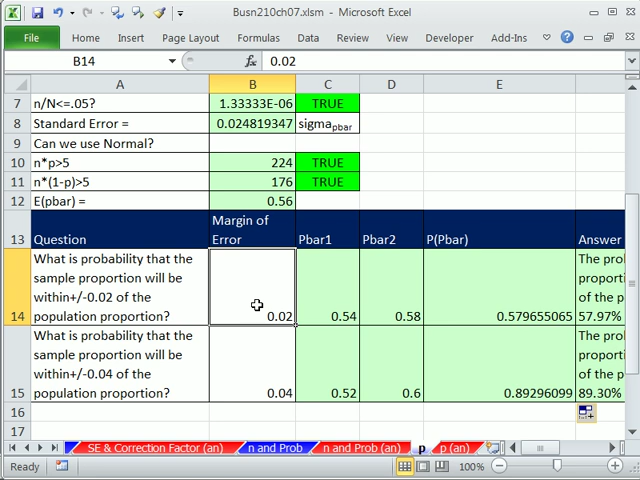 Busn210ch07.xlsm - Microsoft Excel
File Home Insert Page Layout Formulas Data Review View Developer Add-Ins
B14 fx 0.02
A B C D E
7 n/N<=.05? 1.33333E-06 TRUE
8 Standard Error = 0.024819347 sigmapbar
9 Can we use Normal?
10 n*p>5 224 TRUE
11 n*(1-p)>5 176 TRUE
12 E(pbar) = 0.56
Margin of
13 Question Error Pbar1 Pbar2 P(Pbar) Answer
What is probability that the The prol
sample proportion will be proporti
within+/-0.02 of the of the p
14 population proportion? 0.02 0.54 0.58 0.579655065 57.97%
What is probability that the The prol
sample proportion will be proporti
within+/-0.04 of the of the p
15 population proportion? 0.04 0.52 0.6 0.89296099 89.30%
16
17
SE & Correction Factor (an) n and Prob n and Prob (an) p p (an)
Ready 100%